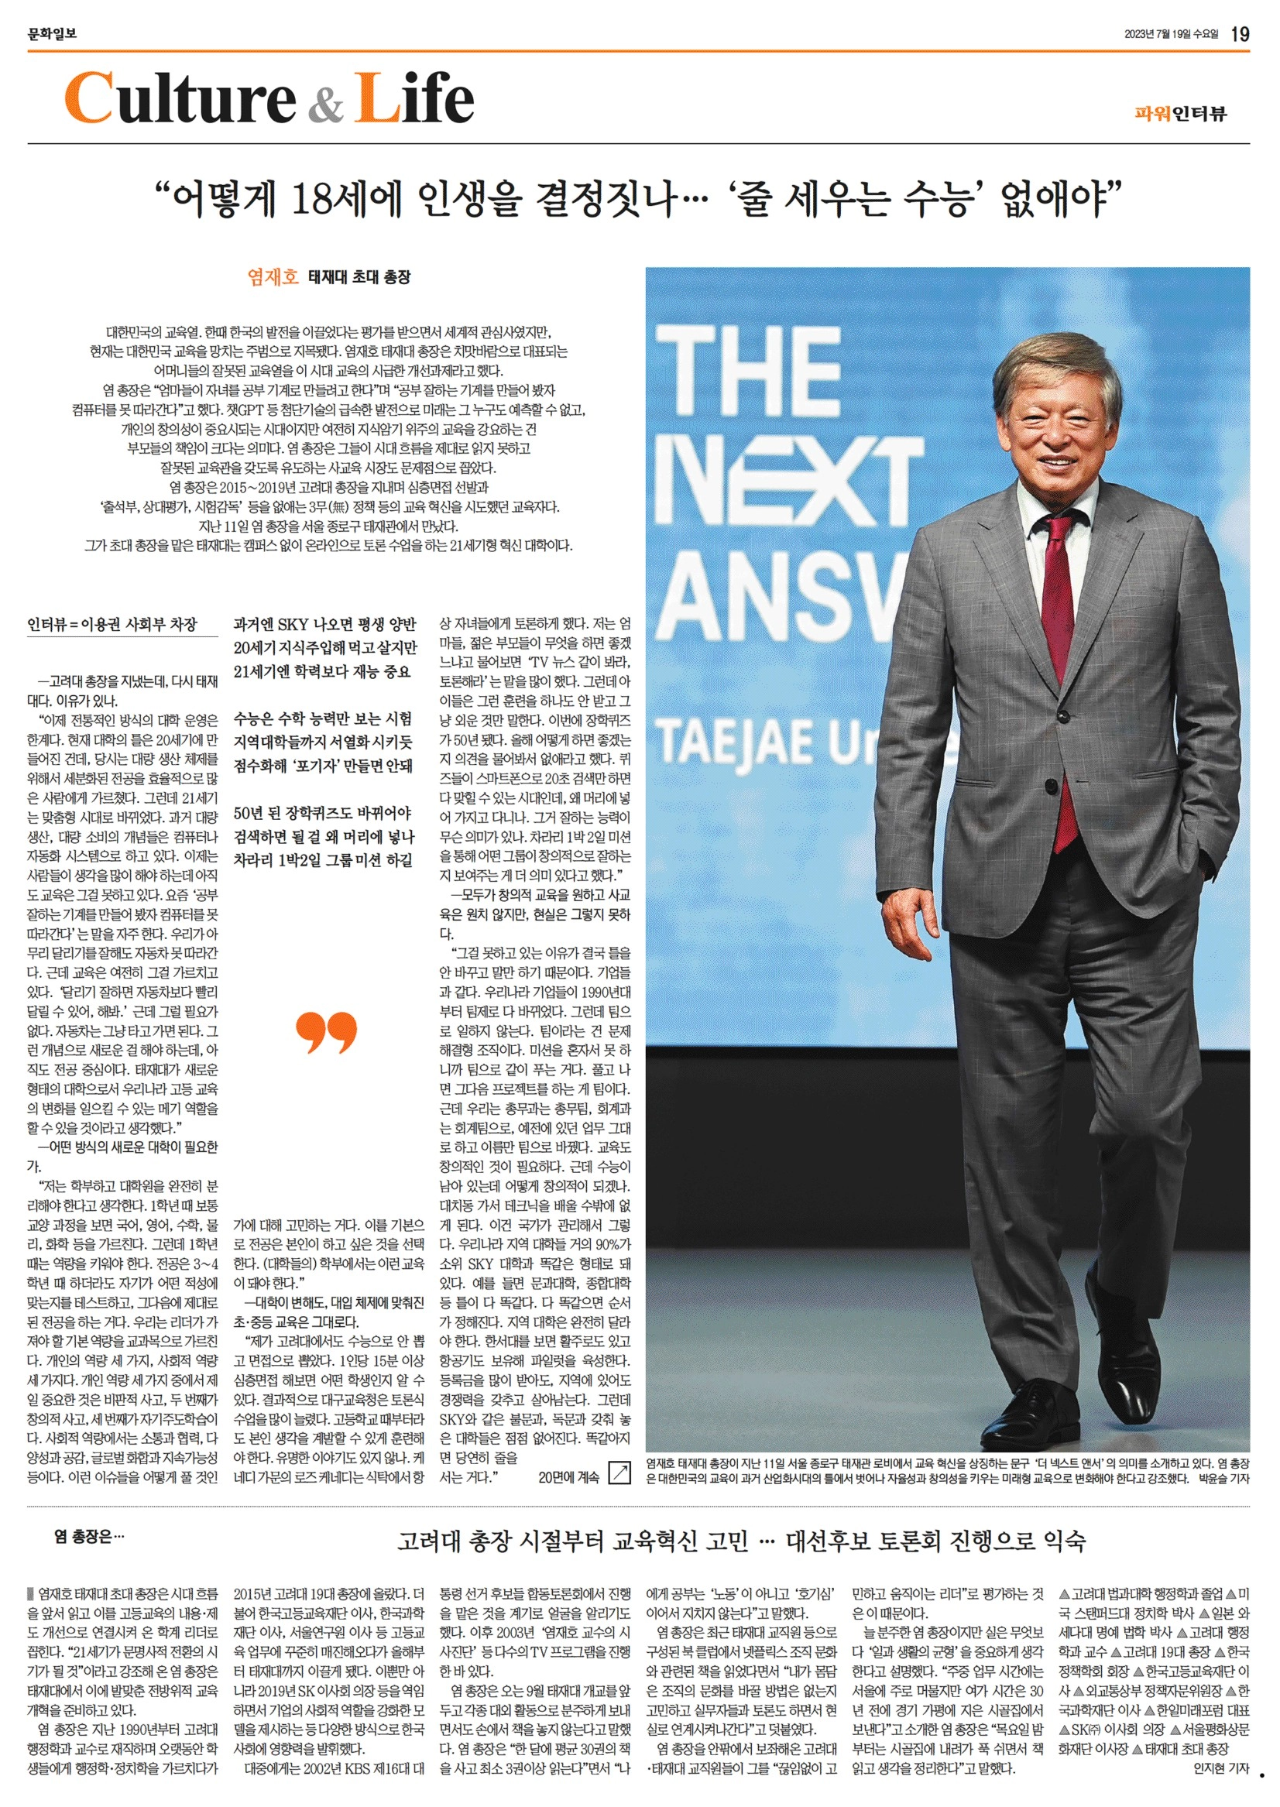 문화일보
2023년 7월 19일 수요일 19
Culture & Life
파워인터뷰
“어떻게 18세에 인생을 결정짓나… ‘줄 세우는 수능’ 없애야”
염재호 태재대 초대 총장
대한민국의 교육열. 한때 한국의 발전을 이끌었다는 평가를 받으면서 세계적 관심사였지만,
현재는 대한민국 교육을 망치는 주범으로 지목됐다. 염재호 태재대 총장은 치맛바람으로 대표되는
어머니들의 잘못된 교육열을 이 시대 교육의 시급한 개선과제라고 했다.
염 총장은 “엄마들이 자녀를 공부 기계로 만들려고 한다”며 “공부 잘하는 기계를 만들어 봤자
컴퓨터를 못 따라간다”고 했다. 챗GPT 등 첨단기술의 급속한 발전으로 미래는 그 누구도 예측할 수 없고,
개인의 창의성이 중요시되는 시대이지만 여전히 지식암기 위주의 교육을 강요하는 건
부모들의 책임이 크다는 의미다. 염 총장은 그들이 시대 흐름을 제대로 읽지 못하고
잘못된 교육관을 갖도록 유도하는 사교육 시장도 문제점으로 꼽았다.
염 총장은 2015～2019년 고려대 총장을 지내며 심층면접 선발과
‘출석부, 상대평가, 시험감독’ 등을 없애는 3무(無) 정책 등의 교육 혁신을 시도했던 교육자다.
지난 11일 염 총장을 서울 종로구 태재관에서 만났다.
그가 초대 총장을 맡은 태재대는 캠퍼스 없이 온라인으로 토론 수업을 하는 21세기형 혁신 대학이다.
인터뷰=이용권 사회부 차장
―고려대 총장을 지냈는데, 다시 태재
대다. 이유가 있나.
“이제 전통적인 방식의 대학 운영은
한계다. 현재 대학의 틀은 20세기에 만
들어진 건데, 당시는 대량 생산 체제를
위해서 세분화된 전공을 효율적으로 많
은 사람에게 가르쳤다. 그런데 21세기
는 맞춤형 시대로 바뀌었다. 과거 대량
생산, 대량 소비의 개념들은 컴퓨터나
자동화 시스템으로 하고 있다. 이제는
사람들이 생각을 많이 해야 하는데 아직
도 교육은 그걸 못하고 있다. 요즘 ‘공부
잘하는 기계를 만들어 봤자 컴퓨터를 못
따라간다’는 말을 자주 한다. 우리가 아
무리 달리기를 잘해도 자동차 못 따라간
다. 근데 교육은 여전히 그걸 가르치고
있다. ‘달리기 잘하면 자동차보다 빨리
달릴 수 있어, 해봐.’ 근데 그럴 필요가
없다. 자동차는 그냥 타고 가면 된다. 그
런 개념으로 새로운 걸 해야 하는데, 아
직도 전공 중심이다. 태재대가 새로운
형태의 대학으로서 우리나라 고등 교육
의 변화를 일으킬 수 있는 메기 역할을
할 수 있을 것이라고 생각했다.”
―어떤 방식의 새로운 대학이 필요한
가.
“저는 학부하고 대학원을 완전히 분
리해야 한다고 생각한다. 1학년 때 보통
교양 과정을 보면 국어, 영어, 수학, 물
리, 화학 등을 가르친다. 그런데 1학년
때는 역량을 키워야 한다. 전공은 3～4
학년 때 하더라도 자기가 어떤 적성에
맞는지를 테스트하고, 그다음에 제대로
된 전공을 하는 거다. 우리는 리더가 가
져야 할 기본 역량을 교과목으로 가르친
다. 개인의 역량 세 가지, 사회적 역량
세 가지다. 개인 역량 세 가지 중에서 제
일 중요한 것은 비판적 사고, 두 번째가
창의적 사고, 세 번째가 자기주도학습이
다. 사회적 역량에서는 소통과 협력, 다
양성과 공감, 글로벌 화합과 지속가능성
등이다. 이런 이슈들을 어떻게 풀 것인
과거엔 SKY 나오면 평생 양반
20세기 지식주입해 먹고 살지만
21세기엔 학력보다 재능 중요
수능은 수학 능력만 보는 시험
지역대학들까지 서열화 시키듯
점수화해 ‘포기자’ 만들면 안돼
50년 된 장학퀴즈도 바뀌어야
검색하면 될 걸 왜 머리에 넣나
차라리 1박2일 그룹미션 하길
가에 대해 고민하는 거다. 이를 기본으
로 전공은 본인이 하고 싶은 것을 선택
한다. (대학들의) 학부에서는 이런 교육
이 돼야 한다.”
―대학이 변해도, 대입 체제에 맞춰진
초·중등 교육은 그대로다.
“제가 고려대에서도 수능으로 안 뽑
고 면접으로 뽑았다. 1인당 15분 이상
심층면접 해보면 어떤 학생인지 알 수
있다. 결과적으로 대구교육청은 토론식
수업을 많이 늘렸다. 고등학교 때부터라
도 본인 생각을 계발할 수 있게 훈련해
야 한다. 유명한 이야기도 있지 않나. 케
네디 가문의 로즈 케네디는 식탁에서 항
상 자녀들에게 토론하게 했다. 저는 엄
마들, 젊은 부모들이 무엇을 하면 좋겠
느냐고 물어보면 ‘TV 뉴스 같이 봐라,
토론해라’는 말을 많이 했다. 그런데 아
이들은 그런 훈련을 하나도 안 받고 그
냥 외운 것만 말한다. 이번에 장학퀴즈
가 50년 됐다. 올해 어떻게 하면 좋겠는
지 의견을 물어봐서 없애라고 했다. 퀴
즈들이 스마트폰으로 20초 검색만 하면
다 맞힐 수 있는 시대인데, 왜 머리에 넣
어 가지고 다니나. 그거 잘하는 능력이
무슨 의미가 있나. 차라리 1박 2일 미션
을 통해 어떤 그룹이 창의적으로 잘하는
지 보여주는 게 더 의미 있다고 했다.”
―모두가 창의적 교육을 원하고 사교
육은 원치 않지만, 현실은 그렇지 못하
다.
“그걸 못하고 있는 이유가 결국 틀을
안 바꾸고 말만 하기 때문이다. 기업들
과 같다. 우리나라 기업들이 1990년대
부터 팀제로 다 바뀌었다. 그런데 팀으
로 일하지 않는다. 팀이라는 건 문제
해결형 조직이다. 미션을 혼자서 못 하
니까 팀으로 같이 푸는 거다. 풀고 나
면 그다음 프로젝트를 하는 게 팀이다.
근데 우리는 총무과는 총무팀, 회계과
는 회계팀으로, 예전에 있던 업무 그대
로 하고 이름만 팀으로 바꿨다. 교육도
창의적인 것이 필요하다. 근데 수능이
남아 있는데 어떻게 창의적이 되겠나.
대치동 가서 테크닉을 배울 수밖에 없
게 된다. 이건 국가가 관리해서 그렇
다. 우리나라 지역 대학들 거의 90%가
소위 SKY 대학과 똑같은 형태로 돼
있다. 예를 들면 문과대학, 종합대학
등 틀이 다 똑같다. 다 똑같으면 순서
가 정해진다. 지역 대학은 완전히 달라
야 한다. 한서대를 보면 활주로도 있고
항공기도 보유해 파일럿을 육성한다.
등록금을 많이 받아도, 지역에 있어도
경쟁력을 갖추고 살아남는다. 그런데
SKY와 같은 불문과, 독문과 갖춰 놓
은 대학들은 점점 없어진다. 똑같아지
면 당연히 줄을
서는 거다.” 20면에 계속
THE
NEXT
ANSW
TAEJAE Un
염재호 태재대 총장이 지난 11일 서울 종로구 태재관 로비에서 교육 혁신을 상징하는 문구 ‘더 넥스트 앤서’의 의미를 소개하고 있다. 염 총장
은 대한민국의 교육이 과거 산업화시대의 틀에서 벗어나 자율성과 창의성을 키우는 미래형 교육으로 변화해야 한다고 강조했다. 박윤슬 기자
염 총장은…
고려대 총장 시절부터 교육혁신 고민 … 대선후보 토론회 진행으로 익숙
염재호 태재대 초대 총장은 시대 흐름
을 앞서 읽고 이를 고등교육의 내용·제
도 개선으로 연결시켜 온 학계 리더로
꼽힌다. “21세기가 문명사적 전환의 시
기가 될 것”이라고 강조해 온 염 총장은
태재대에서 이에 발맞춘 전방위적 교육
개혁을 준비하고 있다.
염 총장은 지난 1990년부터 고려대
행정학과 교수로 재직하며 오랫동안 학
생들에게 행정학·정치학을 가르치다가
2015년 고려대 19대 총장에 올랐다. 더
불어 한국고등교육재단 이사, 한국과학
재단 이사, 서울연구원 이사 등 고등교
육 업무에 꾸준히 매진해오다가 올해부
터 태재대까지 이끌게 됐다. 이뿐만 아
니라 2019년 SK 이사회 의장 등을 역임
하면서 기업의 사회적 역할을 강화한 모
델을 제시하는 등 다양한 방식으로 한국
사회에 영향력을 발휘했다.
대중에게는 2002년 KBS 제16대 대
통령 선거 후보들 합동토론회에서 진행
을 맡은 것을 계기로 얼굴을 알리기도
했다. 이후 2003년 ‘염재호 교수의 시
사진단’ 등 다수의 TV 프로그램을 진행
한 바 있다.
염 총장은 오는 9월 태재대 개교를 앞
두고 각종 대외 활동으로 분주하게 보내
면서도 손에서 책을 놓지 않는다고 말했
다. 염 총장은 “한 달에 평균 30권의 책
을 사고 최소 3권이상 읽는다”면서 “나
에게 공부는 ‘노동’이 아니고 ‘호기심’
이어서 지치지 않는다”고 말했다.
염 총장은 최근 태재대 교직원 등으로
구성된 북 클럽에서 넷플릭스 조직 문화
와 관련된 책을 읽었다면서 “내가 몸담
은 조직의 문화를 바꿀 방법은 없는지
고민하고 실무자들과 토론도 하면서 현
실로 연계시켜나간다”고 덧붙였다.
염 총장을 안팎에서 보좌해온 고려대
·태재대 교직원들이 그를 “끊임없이 고
민하고 움직이는 리더”로 평가하는 것
은 이 때문이다.
늘 분주한 염 총장이지만 실은 무엇보
다 ‘일과 생활의 균형’을 중요하게 생각
한다고 설명했다. “주중 업무 시간에는
서울에 주로 머물지만 여가 시간은 30
년 전에 경기 가평에 지은 시골집에서
보낸다”고 소개한 염 총장은 “목요일 밤
부터는 시골집에 내려가 푹 쉬면서 책
읽고 생각을 정리한다”고 말했다.
▲고려대 법과대학 행정학과 졸업 ▲미
국 스탠퍼드대 정치학 박사 ▲일본 와
세다대 명예 법학 박사 ▲고려대 행정
학과 교수 ▲고려대 19대 총장 ▲한국
정책학회 회장 ▲한국고등교육재단 이
사 ▲외교통상부 정책자문위원장 ▲한
국과학재단 이사 ▲한일미래포럼 대표
▲SK㈜ 이사회 의장 ▲서울평화상문
화재단 이사장 ▲태재대 초대 총장
인지현 기자